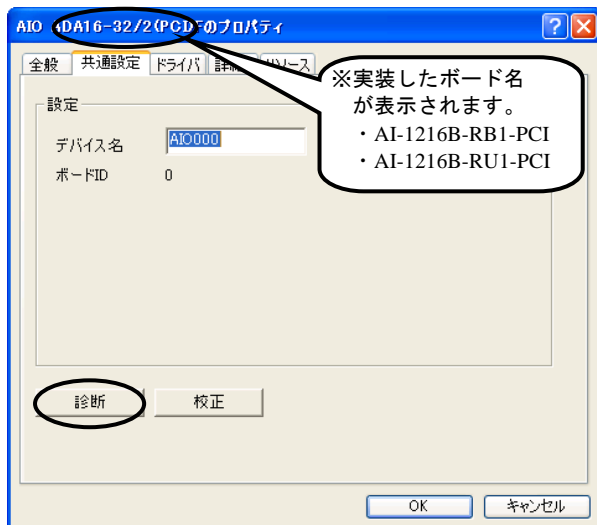 AIO DA16-32/2(PCI)Fのプロパティ
全般 共通設定 ドライバ リソース
※実装したボード名
が表示されます。
・AI-1216B-RB1-PCI
・AI-1216B-RU1-PCI
設定
デバイス名 AIO000
ボードID 0
診断 校正
OK キャンセル